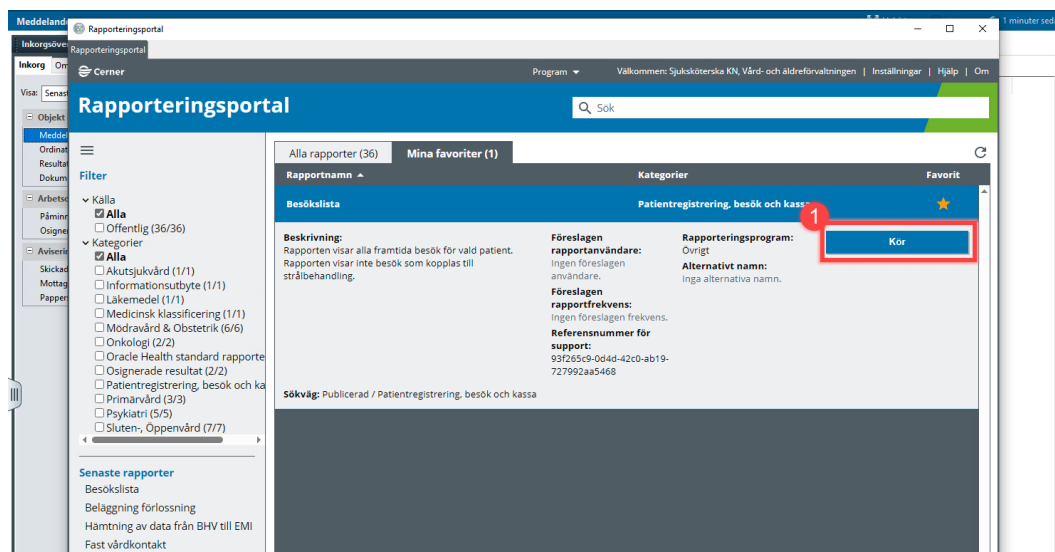 Meddeland
Rapporteringsportal
1 minuter seda
Inkorgsöve
Rapporteringsportal
Inkorg Om
Cerner
Program
Välkommen: Sjuksköterska KN, Vård- och äldreförvaltningen | Inställningar | Hjälp | Om
Visa: Senas
Rapporteringsportal
Sök
Objekt
Meddel
Ordinat
Resultat
Dokum
Arbetso
Påminn
Osigner
Aviserin
Skickad
Mottag
Pappers
Filter
Källa
Alla
Offentlig (36/36)
Kategorier
Alla
Akutsjukvård (1/1)
Informationsutbyte (1/1)
Läkemedel (1/1)
Medicinsk klassificering (1/1)
Mödravård & Obstetrik (6/6)
Onkologi (2/2)
Oracle Health standard rapporte
Osignerade resultat (2/2)
Patientregistrering, besök och ka
Primärvård (3/3)
Psykiatri (5/5)
Sluten-, Öppenvård (7/7)
Senaste rapporter
Besökslista
Beläggning förlossning
Hämtning av data från BHV till EMI
Fast vårdkontakt
Alla rapporter (36) Mina favoriter (1)
Rapportnamn Kategorier Favorit
Besökslista Patientregistrering, besök och kassa
1
Kör
Beskrivning:
Rapporten visar alla framtida besök för vald patient.
Rapporten visar inte besök som kopplas till
strålbehandling.
Föreslagen
rapportanvändare:
Ingen föreslagen
användare.
Föreslagen
rapportfrekvens:
Ingen föreslagen frekvens.
Referensnummer för
support:
93f265c9-0d4d-42c0-ab19-
727992aa5468
Rapporteringsprogram:
Övrigt
Alternativt namn:
Inga alternativa namn.
Sökväg: Publicerad / Patientregistrering, besök och kassa